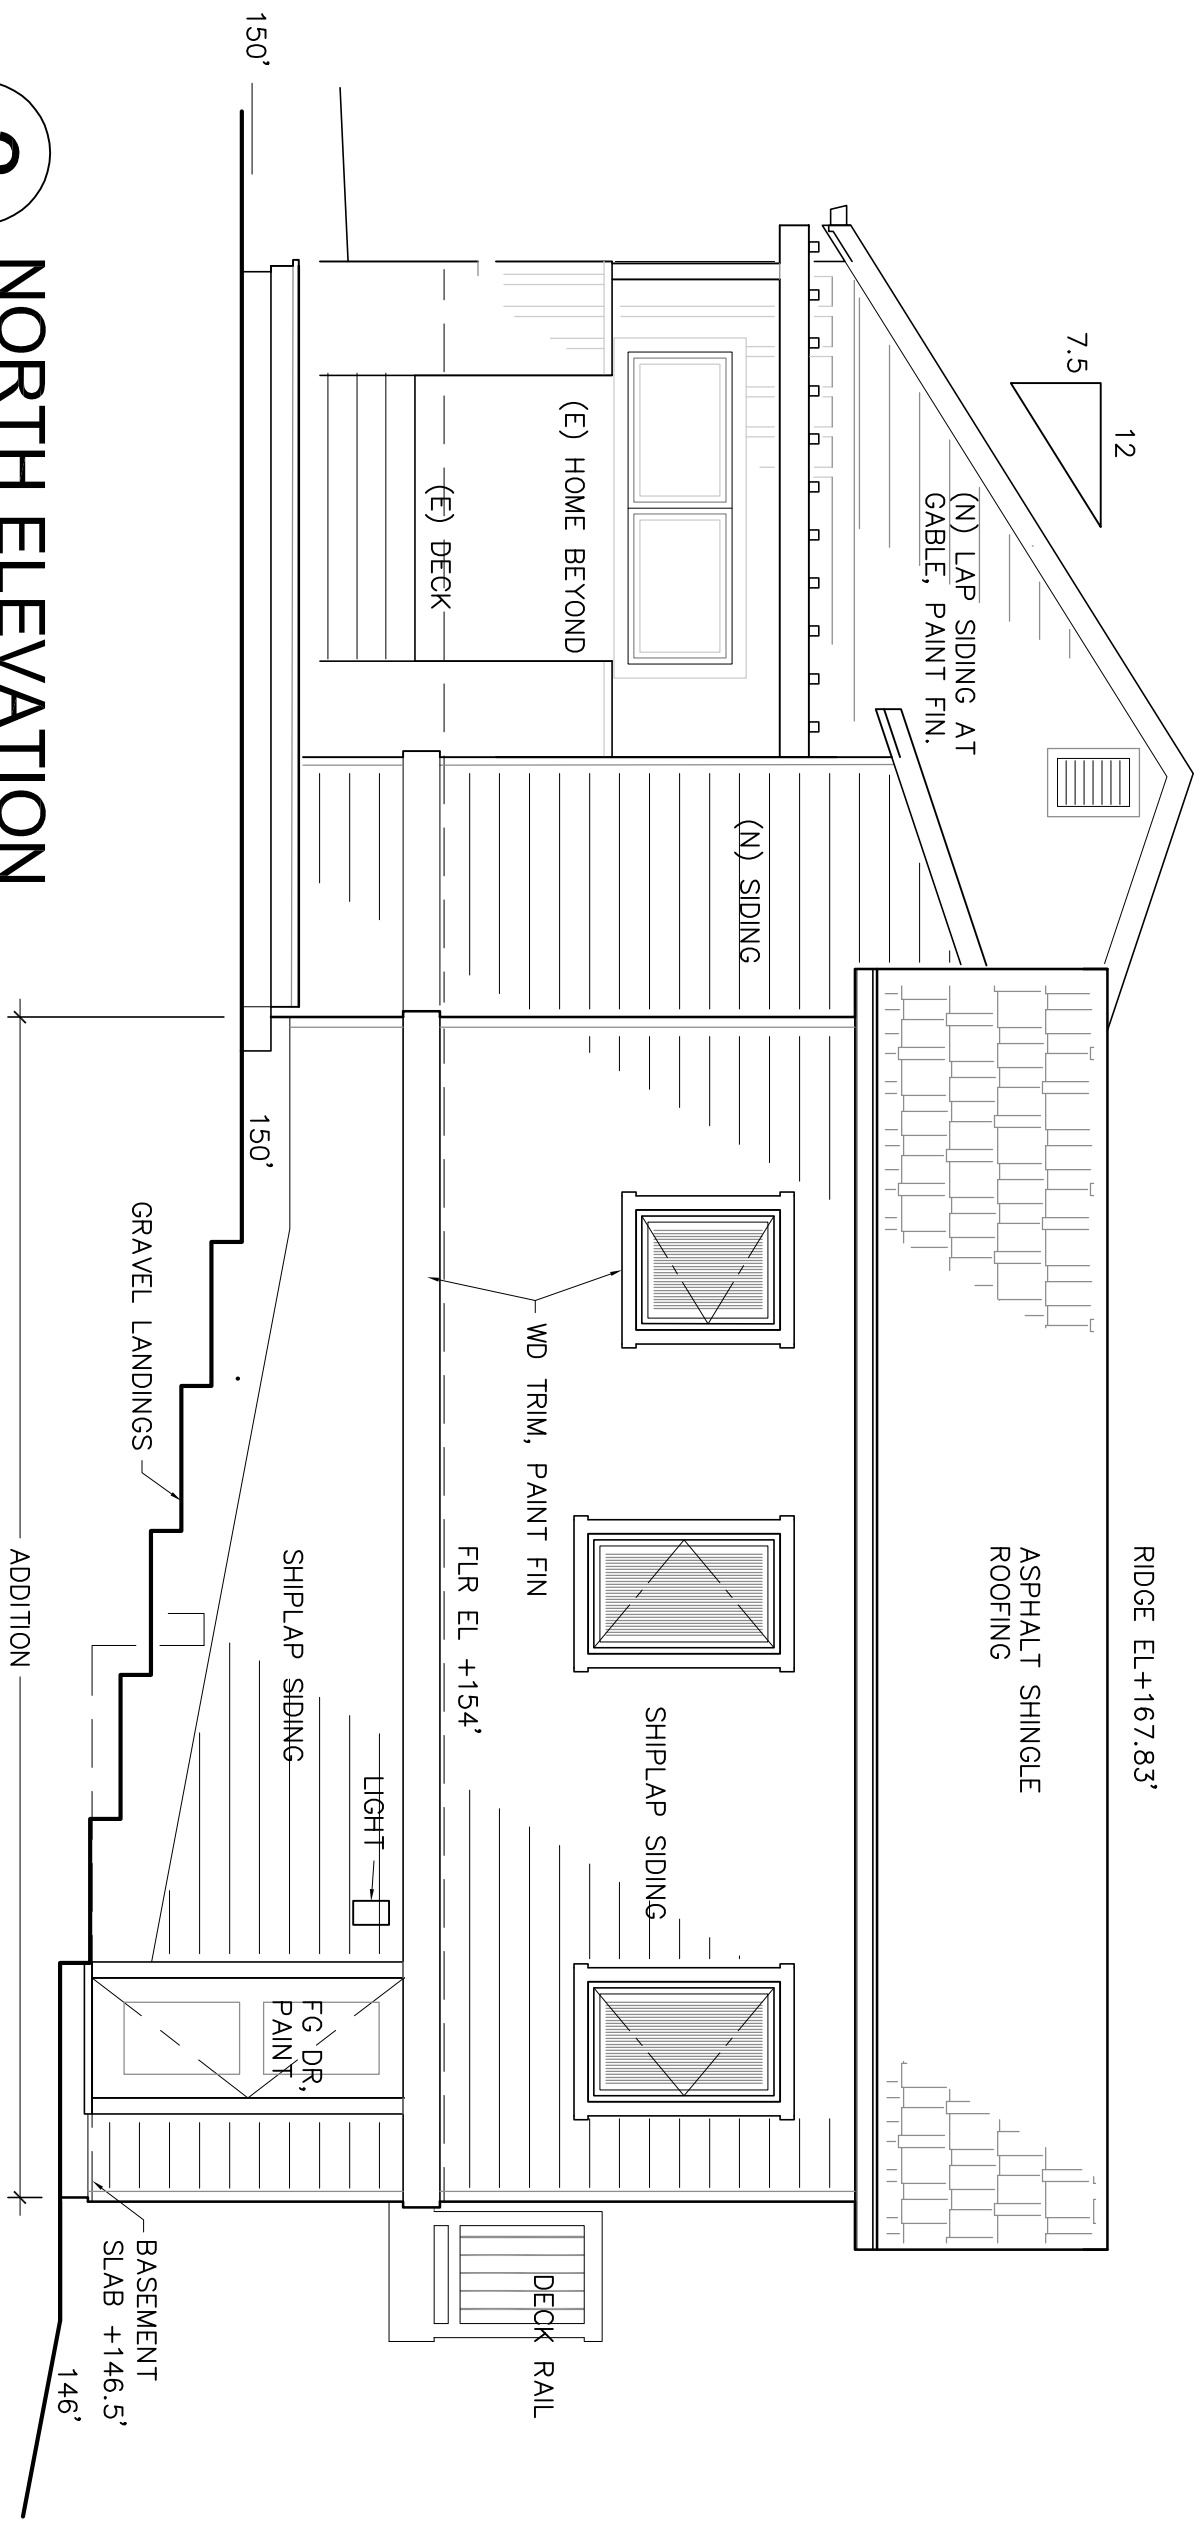 RIDGE EL+167.83'
12
7.5
(N) LAP SIDING AT
GABLE, PAINT FIN.
ASPHALT SHINGLE
ROOFING
(N) SIDING
SHIPLAP SIDING
(E) HOME BEYOND
WD TRIM, PAINT FIN
DECK RAIL
FLR EL +154'
(E) DECK
LIGHT
SHIPLAP SIDING
FG DR,
PAINT
150'
150'
GRAVEL LANDINGS
BASEMENT
SLAB +146.5'
146'
ADDITION
NORTH ELEVATION